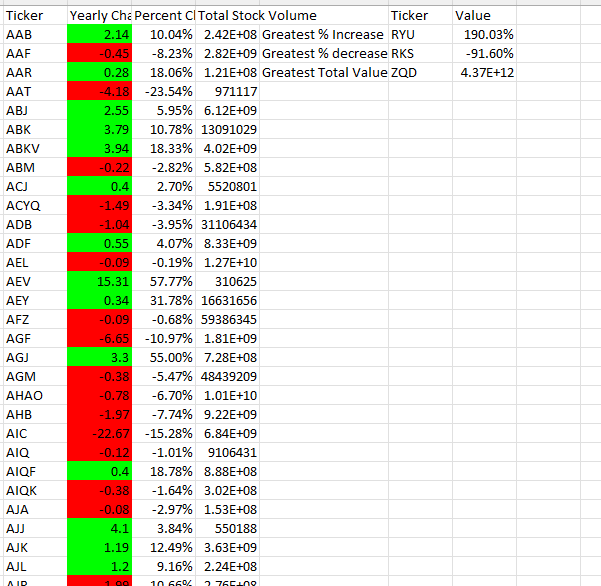 Ticker Yearly Cha Percent Cl Total Stock Volume Ticker Value
AAB 2.14 10.04% 2.42E+08 Greatest % Increase RYU 190.03%
AAF -0.45 -8.23% 2.82E+09 Greatest % decrease RKS -91.60%
AAR 0.28 18.06% 1.21E+08 Greatest Total Value ZQD 4.37E+12
AAT -4.18 -23.54% 971117
ABJ 2.55 5.95% 6.12E+09
ABK 3.79 10.78% 13091029
ABKV 3.94 18.33% 4.02E+09
ABM -0.22 -2.82% 5.82E+08
ACJ 0.4 2.70% 5520801
ACYQ -1.49 -3.34% 1.91E+08
ADB -1.04 -3.95% 31106434
ADF 0.55 4.07% 8.33E+09
AEL -0.09 -0.19% 1.27E+10
AEV 15.31 57.77% 310625
AEY 0.34 31.78% 16631656
AFZ -0.09 -0.68% 59386345
AGF -6.65 -10.97% 1.81E+09
AGJ 3.3 55.00% 7.28E+08
AGM -0.38 -5.47% 48439209
AHAO -0.78 -6.70% 1.01E+10
AHB -1.97 -7.74% 9.22E+09
AIC -22.67 -15.28% 6.84E+09
AIQ -0.12 -1.01% 9106431
AIQF 0.4 18.78% 8.88E+08
AIQK -0.38 -1.64% 3.02E+08
AJA -0.08 -2.97% 1.53E+08
AJJ 4.1 3.84% 550188
AJK 1.19 12.49% 3.63E+09
AJL 1.2 9.16% 2.24E+08